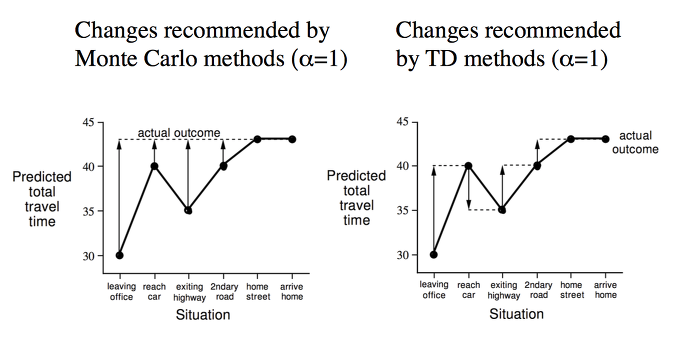 Changes recommended by
Monte Carlo methods (α=1)
Changes recommended
by TD methods (α=1)
45
40
35
30
actual outcome
Predicted
total
travel
time
leaving
office
reach
car
exiting
highway
2ndary
road
home
street
arrive
home
Situation
45
40
35
30
actual
outcome
Predicted
total
travel
time
leaving
office
reach
car
exiting
highway
2ndary
road
home
street
arrive
home
Situation